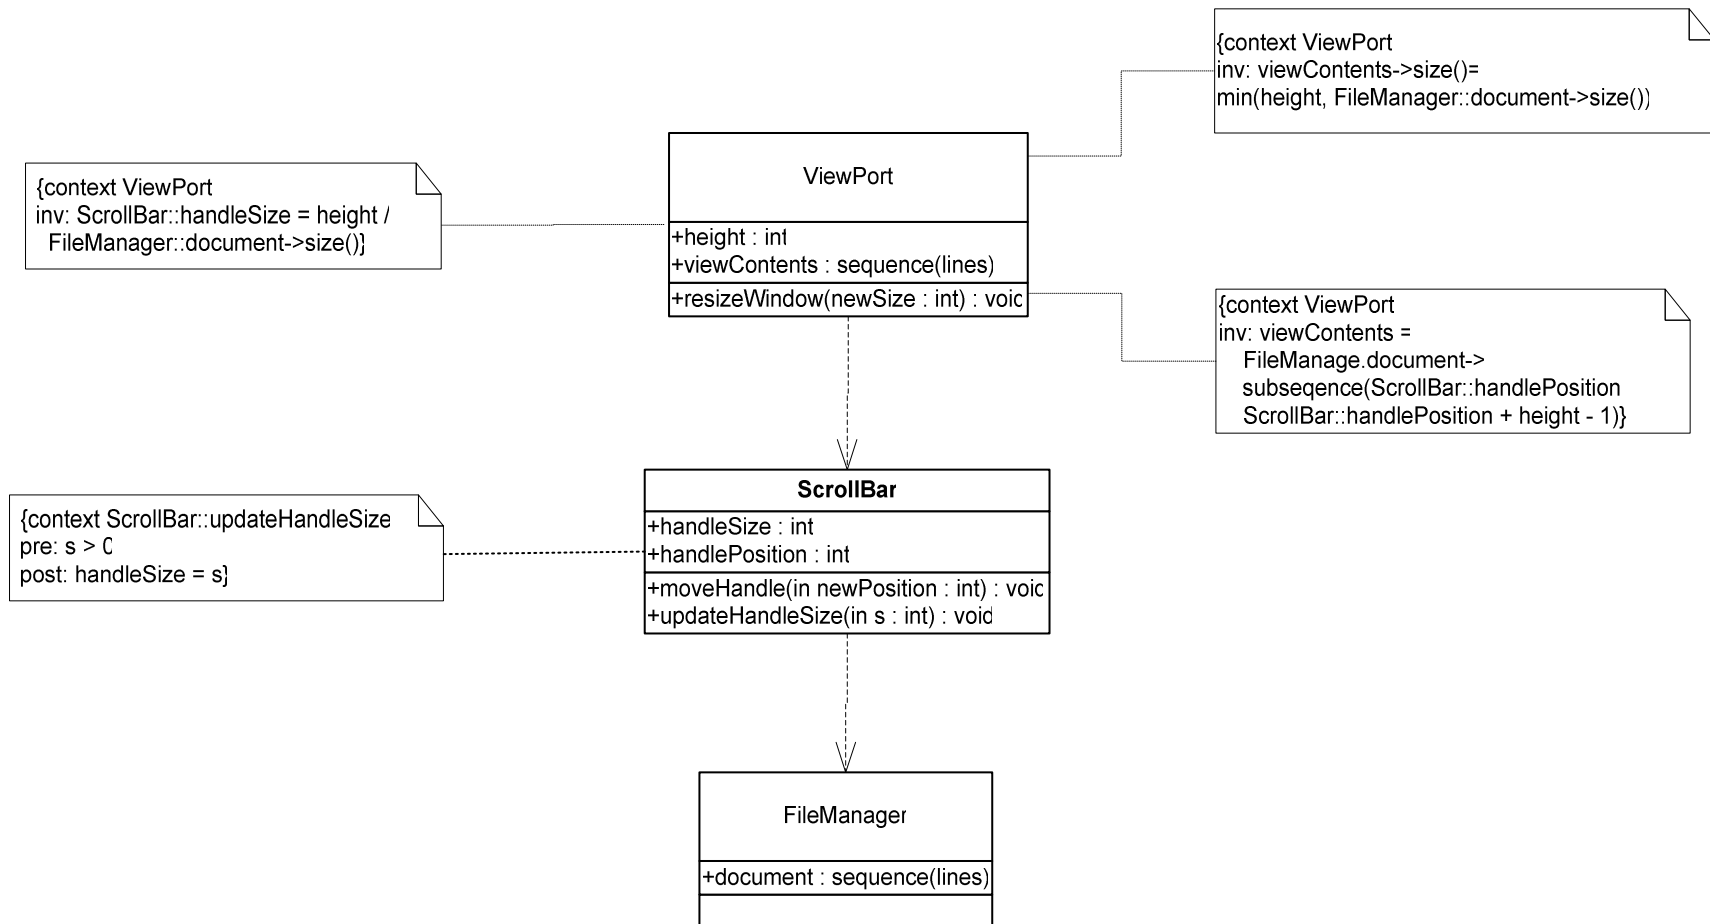 {context ViewPort
inv: viewContents->size()=
min(height, FileManager::document->size())
{context ViewPort
inv: ScrollBar::handleSize = height /
FileManager::document->size()}
ViewPort
+height : int
+viewContents : sequence(lines)
+resizeWindow(newSize : int) : void
{context ViewPort
inv: viewContents =
FileManage.document->
subseqence(ScrollBar::handlePosition
ScrollBar::handlePosition + height - 1)}
ScrollBar
+handleSize : int
+handlePosition : int
+moveHandle(in newPosition : int) : void
+updateHandleSize(in s : int) : void
{context ScrollBar::updateHandleSize
pre: s > 0
post: handleSize = s}
FileManager
+document : sequence(lines)